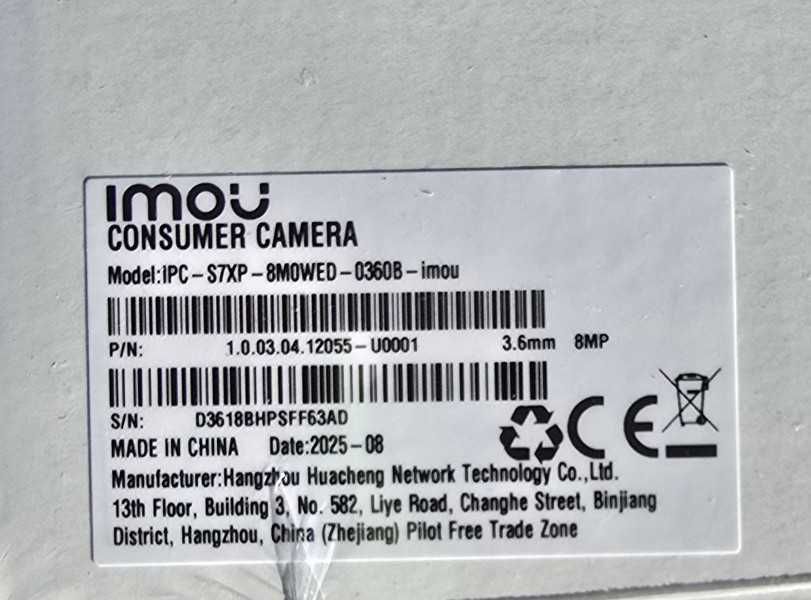 imou
CONSUMER CAMERA
Model:IPC-S7XP-8M0WED-0360B-imou
P/N: 1.0.03.04.12055-U0001 3.6mm 8MP
S/N: D3618BHPSFF63AD
MADE IN CHINA Date:2025-08
CE
Manufacturer:Hangzhou Huacheng Network Technology Co.,Ltd.
13th Floor, Building 3, No. 582, Liye Road, Changhe Street, Binjiang
District, Hangzhou, China (Zhejiang) Pilot Free Trade Zone